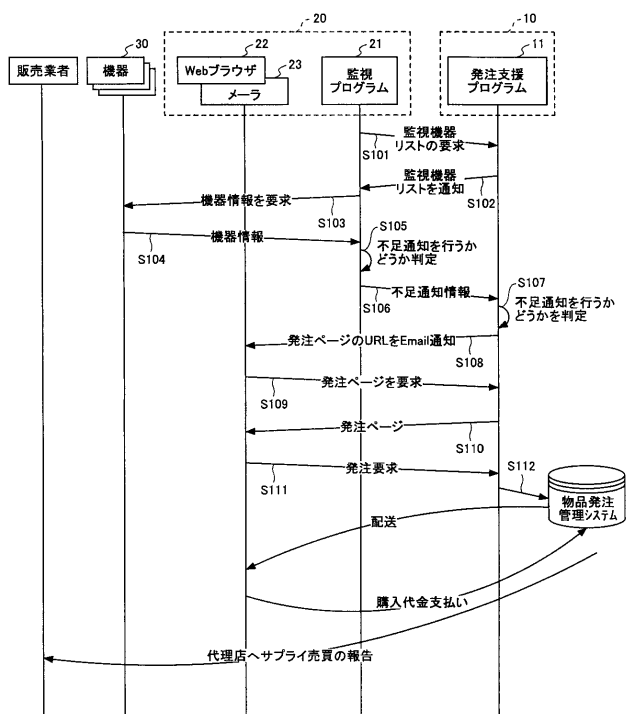 20
10
30
22
23
21
11
販売業者
機器
Webブラウザ
メーラ
監視
プログラム
発注支援
プログラム
監視機器
リストの要求
S101
監視機器
リストを通知
S102
機器情報を要求
S103
機器情報
S104
S105
不足通知を行うか
どうか判定
不足通知情報
S106
S107
不足通知を行うか
どうかを判定
発注ページのURLをEmail通知
S108
発注ページを要求
S109
発注ページ
S110
発注要求
S111
S112
物品発注
管理システム
配送
購入代金支払い
代理店へサプライ売買の報告